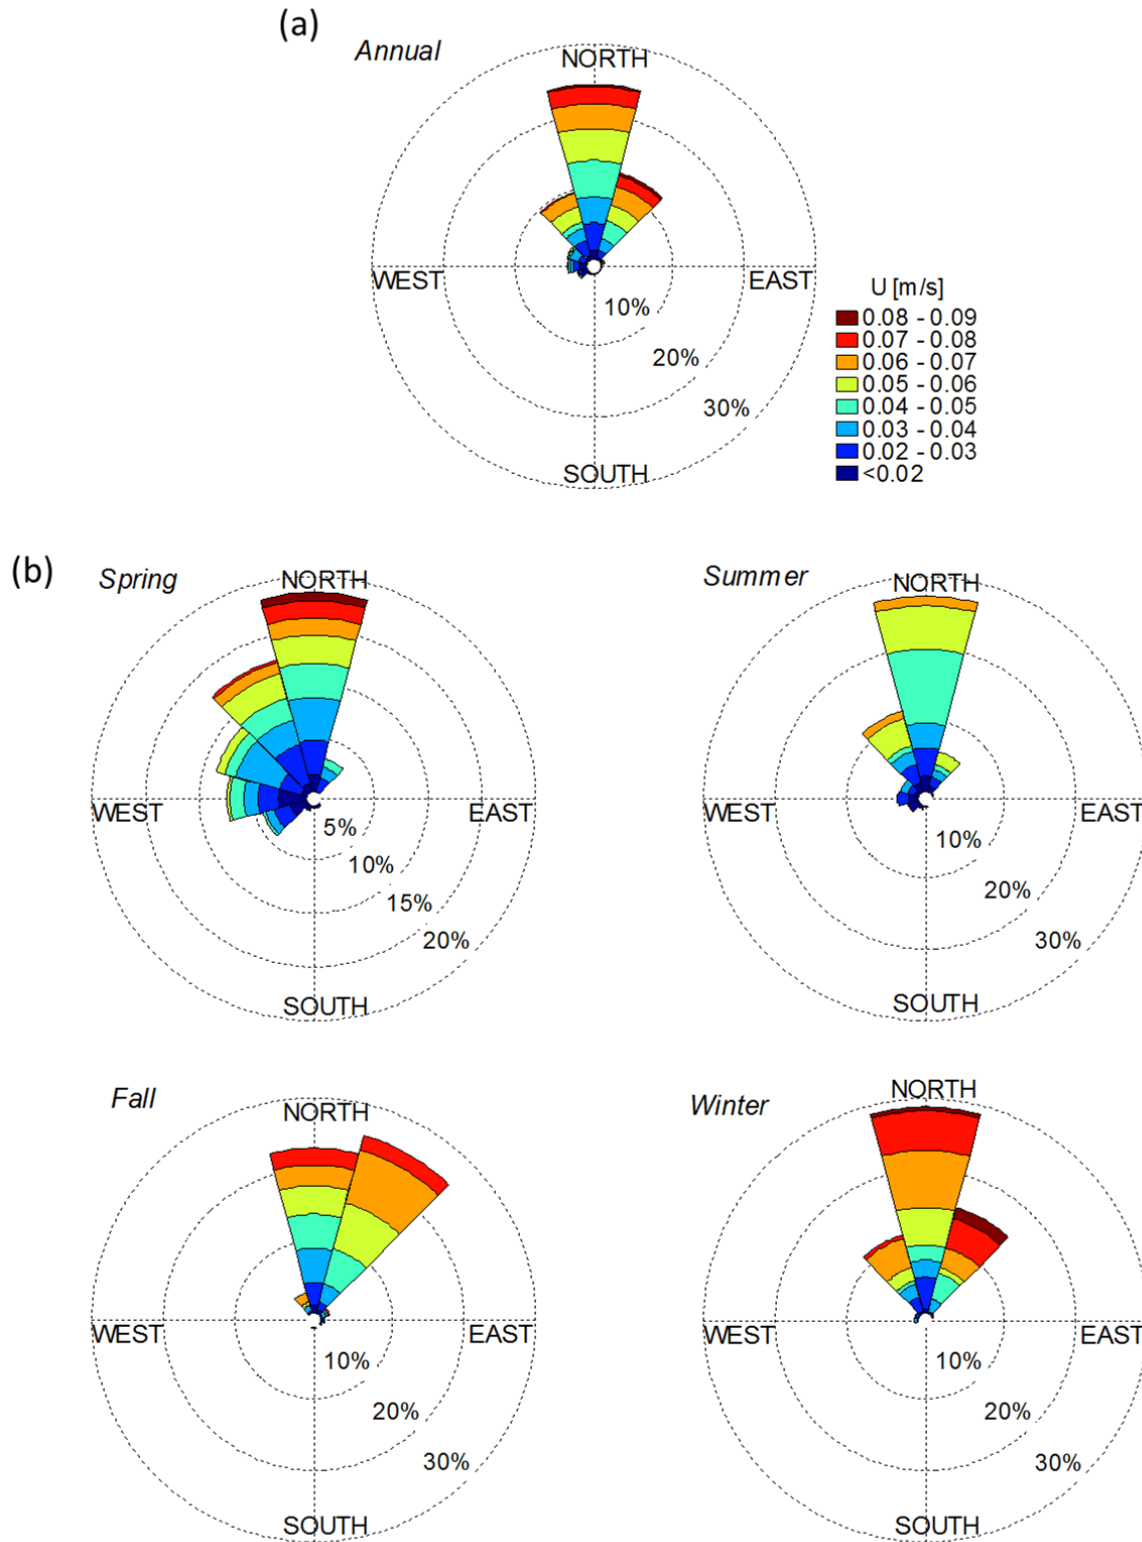 (a)
Annual
NORTH
WEST
EAST
10%
20%
30%
SOUTH
U [m/s]
0.08 - 0.09
0.07 - 0.08
0.06 - 0.07
0.05 - 0.06
0.04 - 0.05
0.03 - 0.04
0.02 - 0.03
<0.02
(b)
Spring
NORTH
WEST
EAST
5%
10%
15%
20%
SOUTH
Summer
NORTH
WEST
EAST
10%
20%
30%
SOUTH
Fall
NORTH
WEST
EAST
10%
20%
30%
SOUTH
Winter
NORTH
WEST
EAST
10%
20%
30%
SOUTH